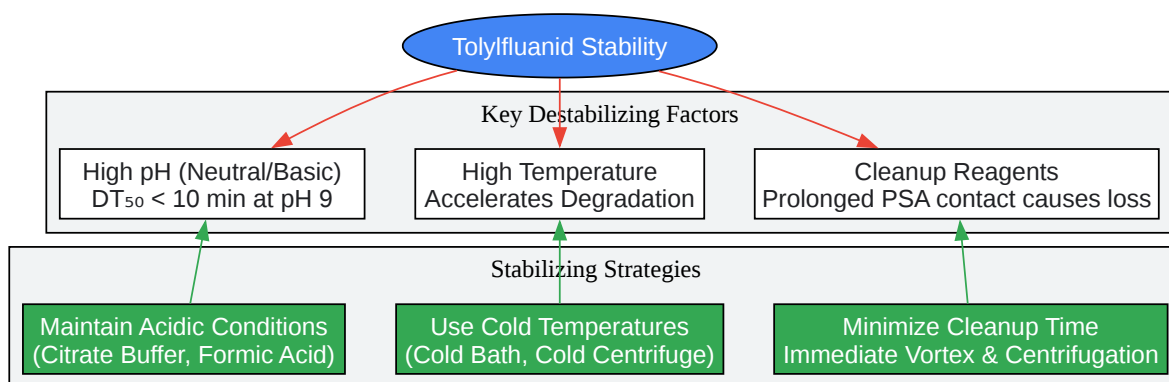 Tolylfluanid Stability
Key Destabilizing Factors
High pH (Neutral/Basic)
DT₅₀ < 10 min at pH 9
High Temperature
Accelerates Degradation
Cleanup Reagents
Prolonged PSA contact causes loss
Stabilizing Strategies
Maintain Acidic Conditions
(Citrate Buffer, Formic Acid)
Use Cold Temperatures
(Cold Bath, Cold Centrifuge)
Minimize Cleanup Time
Immediate Vortex & Centrifugation